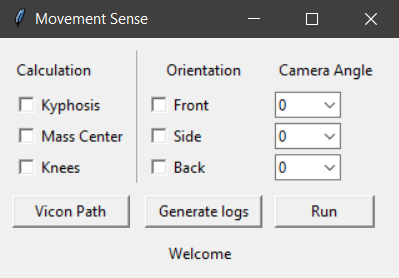 Movement Sense
Calculation Orientation Camera Angle
Kyphosis Front 0
Mass Center Side 0
Knees Back 0
Vicon Path Generate logs Run
Welcome